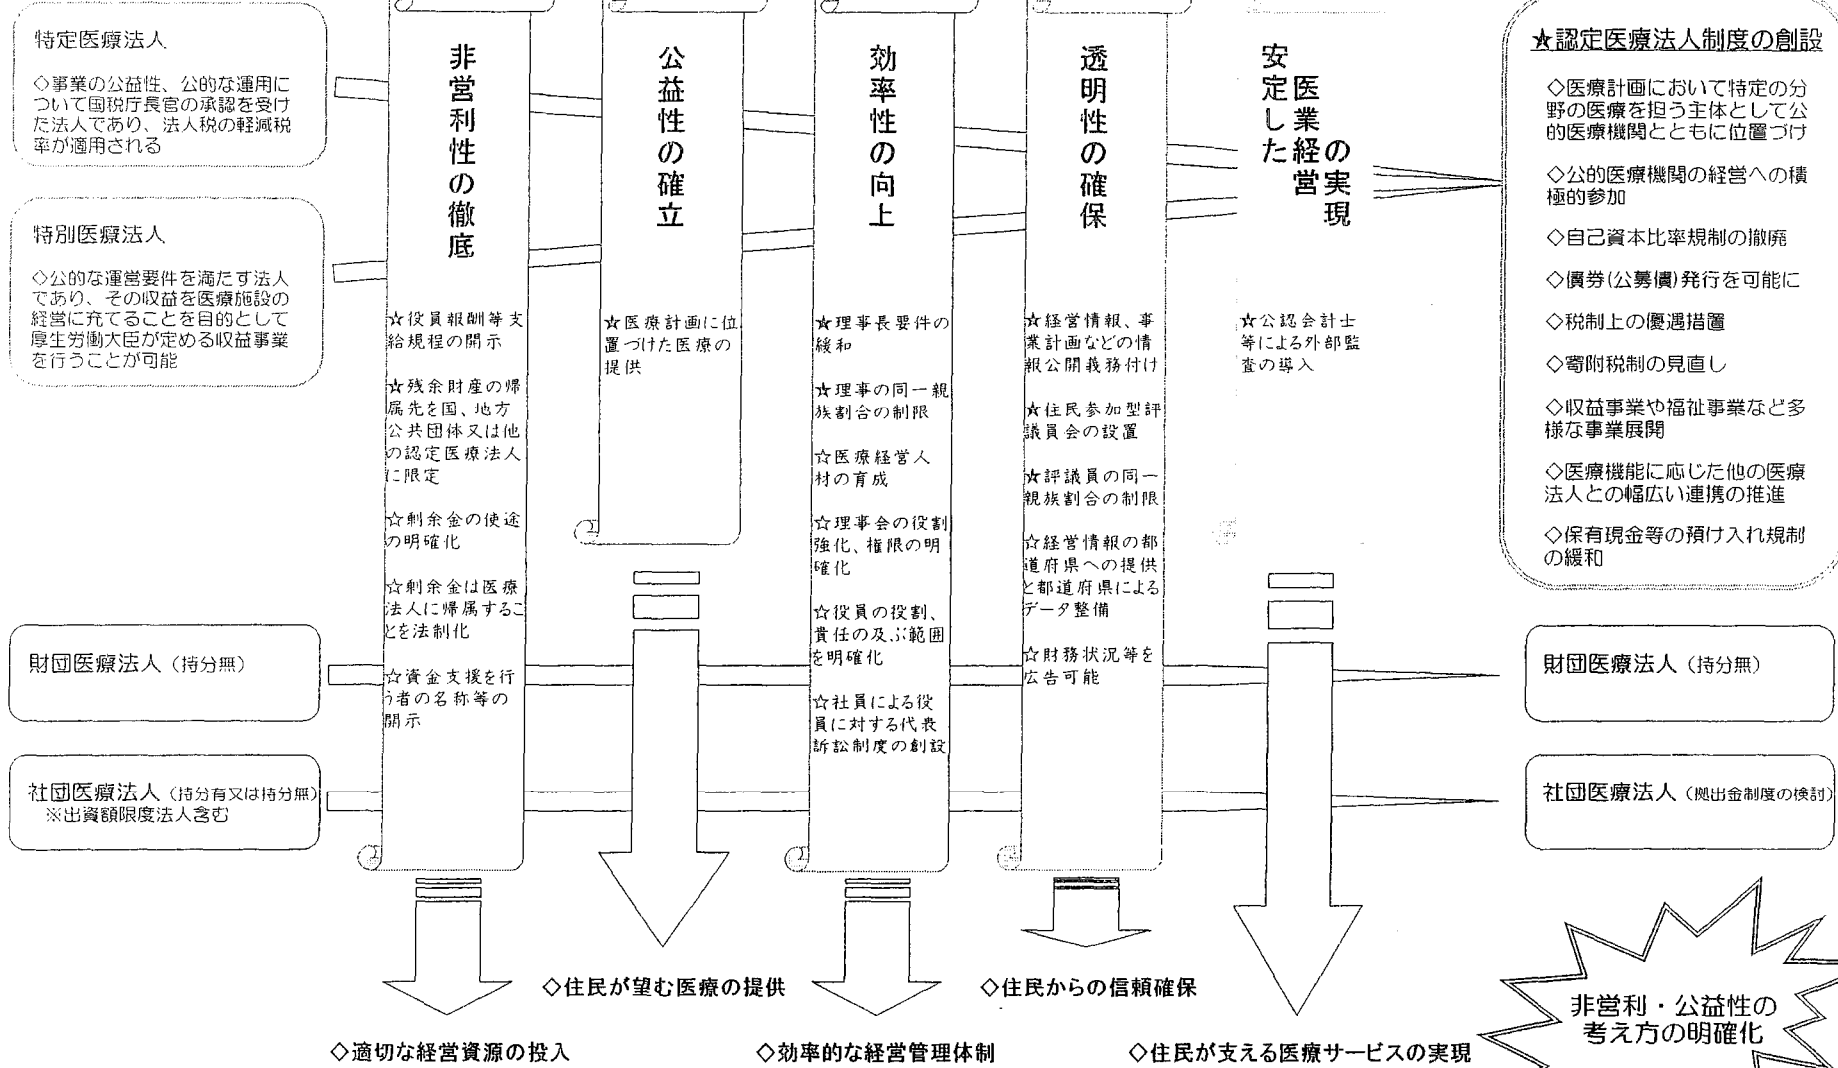 特定医療法人
◇事業の公益性、公的な運用に
ついて国税庁長官の承認を受け
た法人であり、法人税の軽減税
率が適用される
特別医療法人
◇公的な運営要件を満たす法人
であり、その収益を医療施設の
経営に充てることを目的として
厚生労働大臣が定める収益事業
を行うことが可能
財団医療法人（持分無）
社団医療法人（持分有又は持分無）
※出資額限度法人含む
非営利性の徹底
☆役員報酬等支
給規程の開示
★残余財産の帰
属先を国、地方
公共団体又は他
の認定医療法人
に限定
☆剰余金の使途
の明確化
☆剰余金は医療
法人に帰属するこ
とを法制化
☆資金支援を行
う者の名称等の
開示
公益性の確立
★医療計画に位
置づけた医療の
提供
効率性の向上
★理事長要件の
緩和
★理事の同一親
族割合の制限
☆医療経営人
材の育成
☆理事会の役割
強化、権限の明
確化
☆役員の役割、
責任の及ぶ範囲
を明確化
☆社員による役
員に対する代表
訴訟制度の創設
透明性の確保
★経営情報、事
業計画などの情
報公開義務付け
★住民参加型評
議員会の設置
★評議員の同一
親族割合の制限
☆経営情報の都
道府県への提供
と都道府県による
データ整備
☆財務状況等を
広告可能
安定した
医業経営
の実現
★公認会計士
等による外部監
査の導入
★認定医療法人制度の創設
◇医療計画において特定の分
野の医療を担う主体として公
的医療機関とともに位置づけ
◇公的医療機関の経営への積
極的参加
◇自己資本比率規制の撤廃
◇債券(公募債)発行を可能に
◇税制上の優遇措置
◇寄附税制の見直し
◇収益事業や福祉事業など多
様な事業展開
◇医療機能に応じた他の医療
法人との幅広い連携の推進
◇保有現金等の預け入れ規制
の緩和
財団医療法人（持分無）
社団医療法人（拠出金制度の検討）
◇住民が望む医療の提供
◇住民からの信頼確保
◇適切な経営資源の投入
◇効率的な経営管理体制
◇住民が支える医療サービスの実現
非営利・公益性の
考え方の明確化